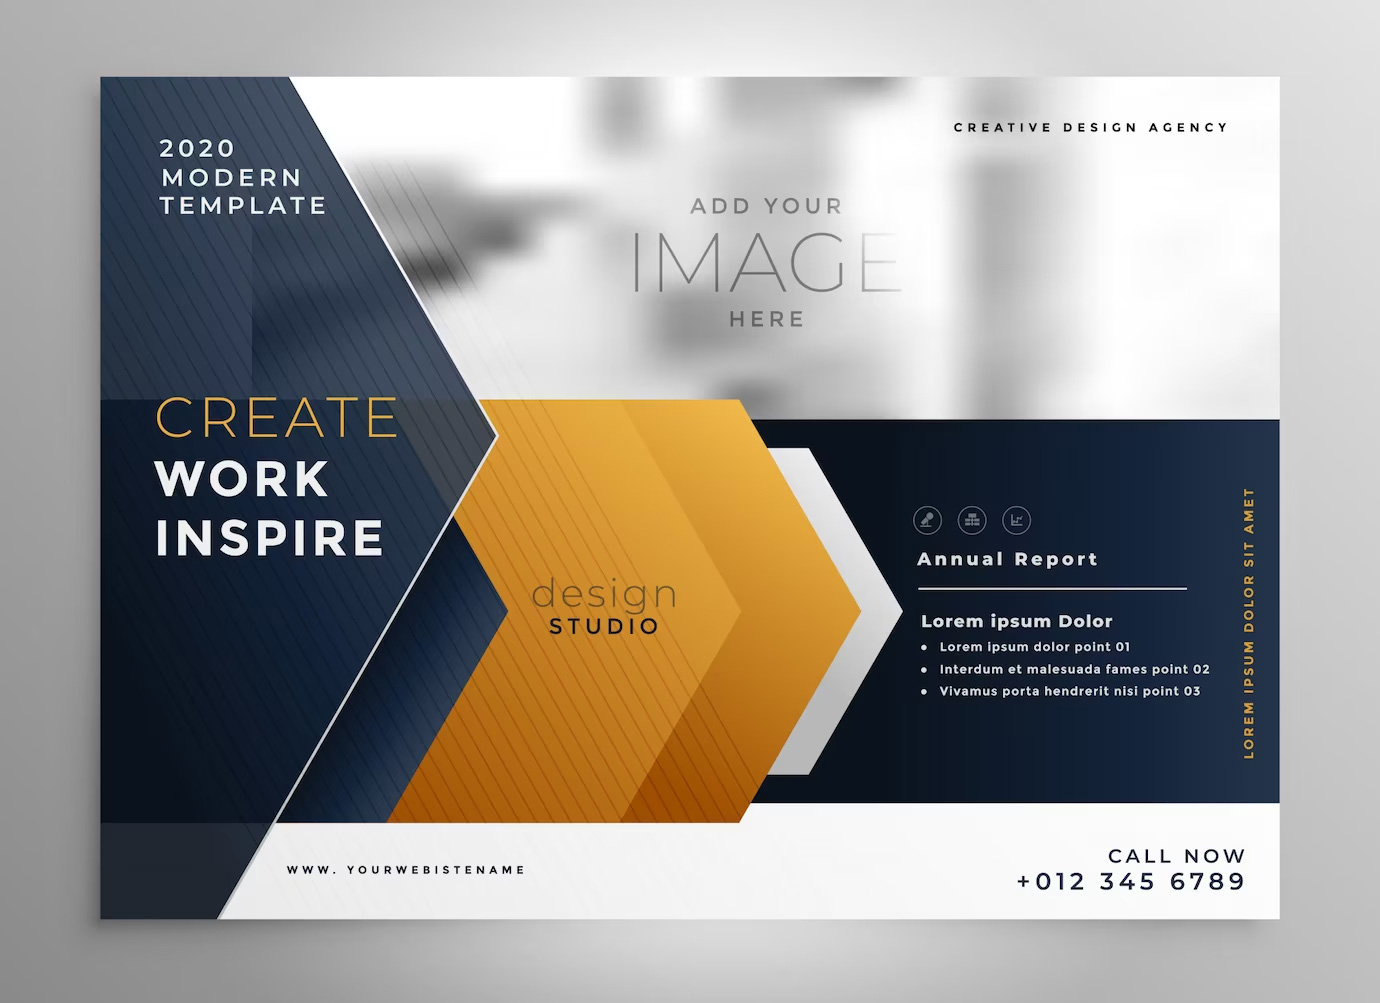 2020
MODERN
TEMPLATE
CREATIVE DESIGN AGENCY
ADD YOUR
IMAGE
HERE
CREATE
WORK
INSPIRE
design
STUDIO
Annual Report
Lorem ipsum Dolor
• Lorem ipsum dolor point 01
• Interdum et malesuada fames point 02
• Vivamus porta hendrerit nisi point 03
LOREM IPSUM DOLOR SIT AMET
WWW. YOURWEBISTENAME
CALL NOW
+012 345 6789